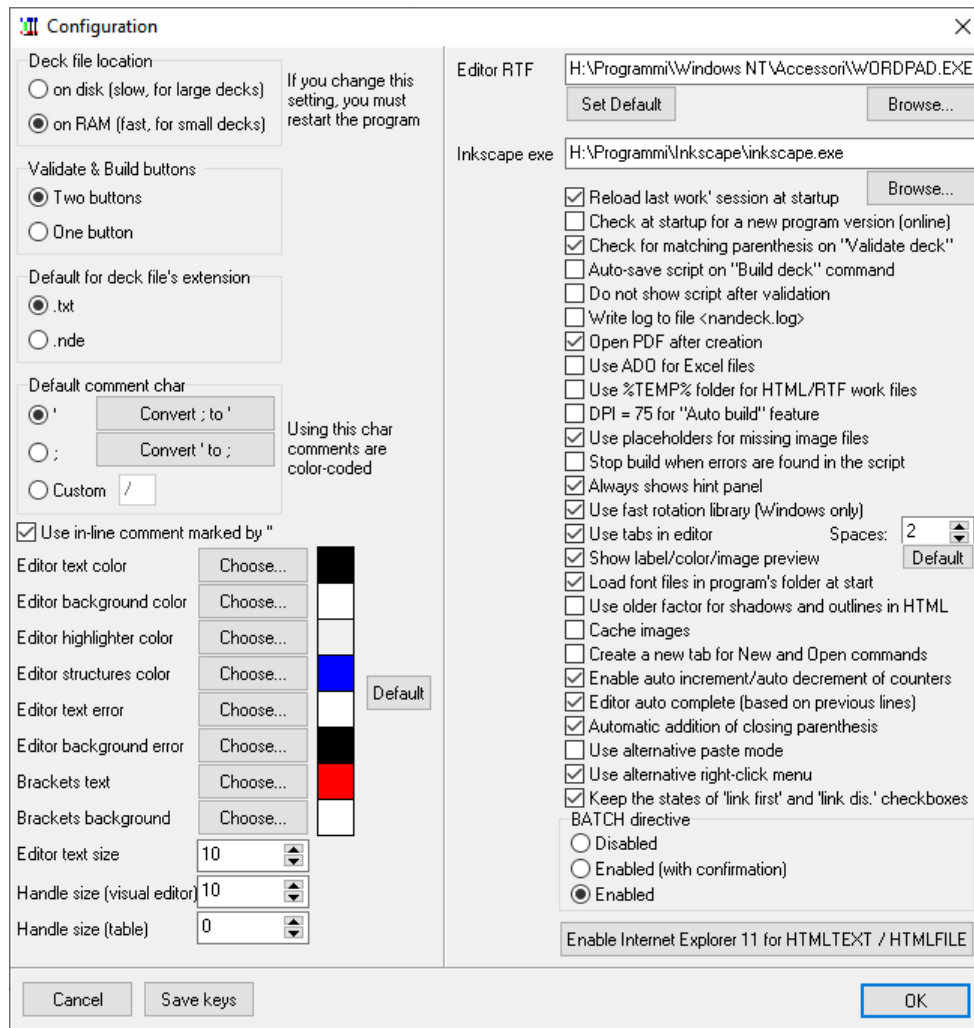 Configuration
Deck file location
on disk (slow, for large decks)
on RAM (fast, for small decks)
If you change this
setting, you must
restart the program
Validate & Build buttons
Two buttons
One button
Default for deck file's extension
.txt
.nde
Default comment char
'
Convert ; to '
;
Convert ' to ;
Custom
/
Using this char
comments are
color-coded
Use in-line comment marked by "
Editor text color
Choose...
Editor background color
Choose...
Editor highlighter color
Choose...
Editor structures color
Choose...
Editor text error
Choose...
Editor background error
Choose...
Brackets text
Choose...
Brackets background
Choose...
Default
Editor text size
10
Handle size (visual editor)
10
Handle size (table)
0
Editor RTF
H:\Programmi\Windows NT\Accessori\WORDPAD.EXE
Set Default
Browse...
Inkscape exe
H:\Programmi\Inkscape\inkscape.exe
Browse...
Reload last work' session at startup
Check at startup for a new program version (online)
Check for matching parenthesis on "Validate deck"
Auto-save script on "Build deck" command
Do not show script after validation
Write log to file <nandeck.log>
Open PDF after creation
Use ADO for Excel files
Use %TEMP% folder for HTML/RTF work files
DPI = 75 for "Auto build" feature
Use placeholders for missing image files
Stop build when errors are found in the script
Always shows hint panel
Use fast rotation library (Windows only)
Use tabs in editor
Spaces:
2
Show label/color/image preview
Default
Load font files in program's folder at start
Use older factor for shadows and outlines in HTML
Cache images
Create a new tab for New and Open commands
Enable auto increment/auto decrement of counters
Editor auto complete (based on previous lines)
Automatic addition of closing parenthesis
Use alternative paste mode
Use alternative right-click menu
Keep the states of 'link first' and 'link dis.' checkboxes
BATCH directive
Disabled
Enabled (with confirmation)
Enabled
Enable Internet Explorer 11 for HTMLTEXT / HTMLFILE
Cancel
Save keys
OK